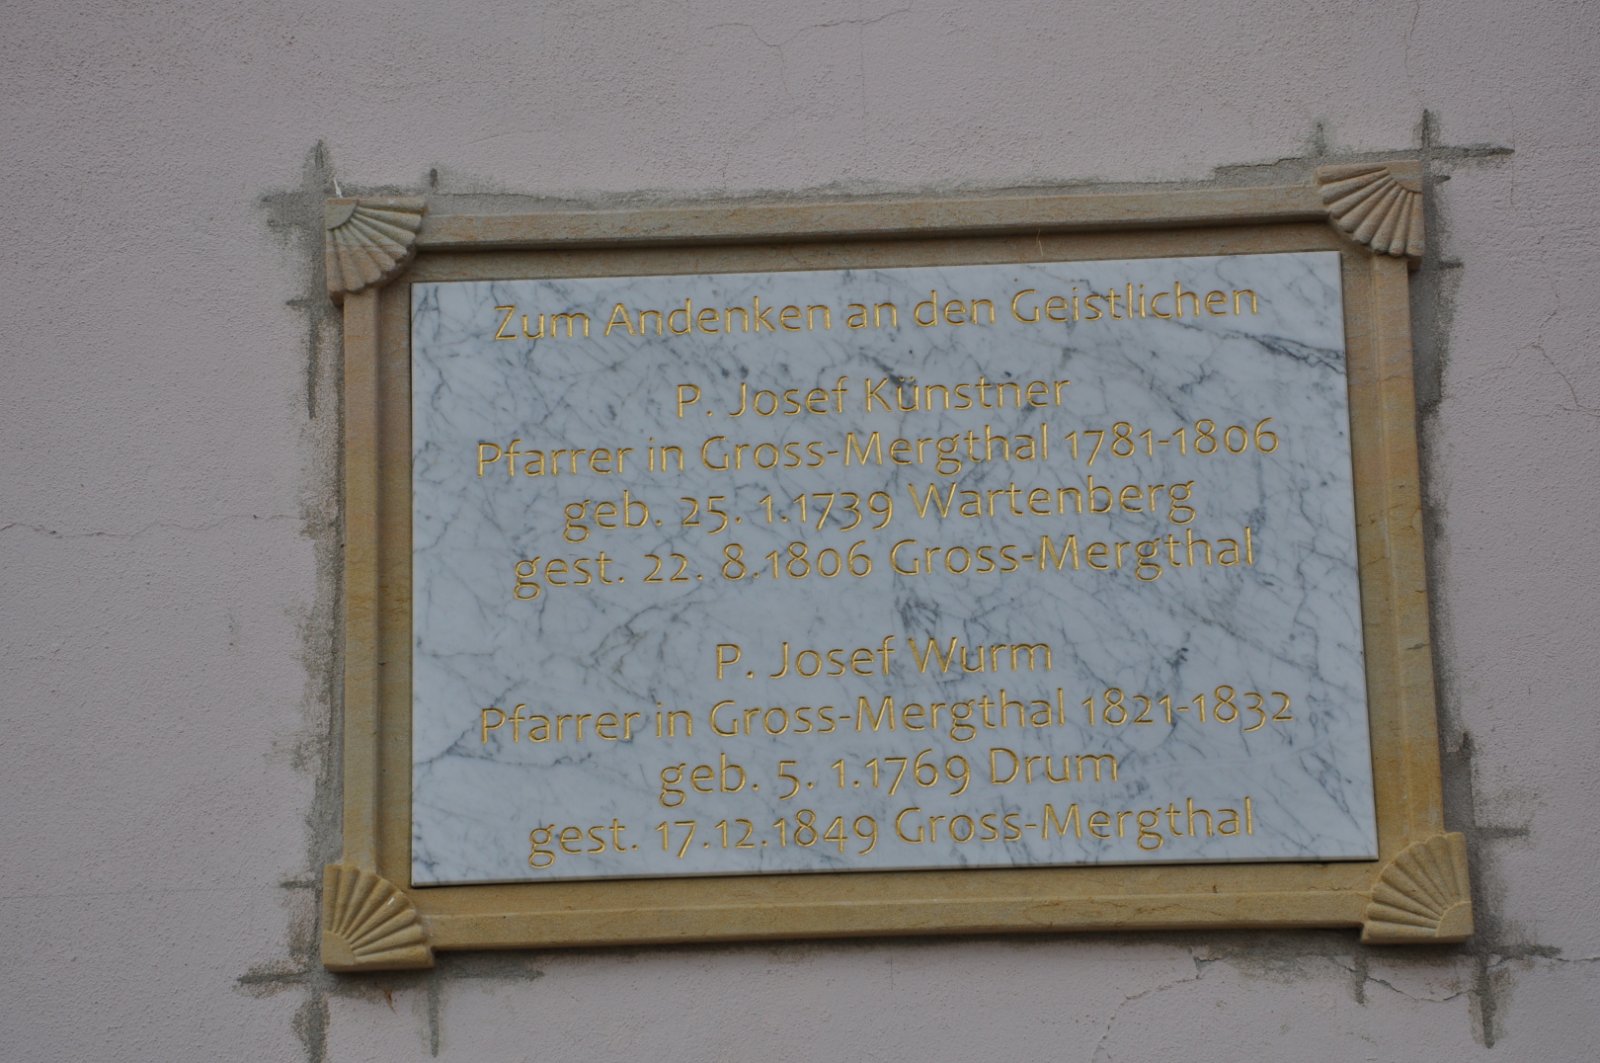 Zum Andenken an den Geistlichen
P. Josef Künstner
Pfarrer in Gross-Mergthal 1781-1806
geb. 25. 1.1739 Wartenberg
gest. 22. 8.1806 Gross-Mergthal
P. Josef Wurm
Pfarrer in Gross-Mergthal 1821-1832
geb. 5. 1.1769 Drum
gest. 17.12.1849 Gross-Mergthal